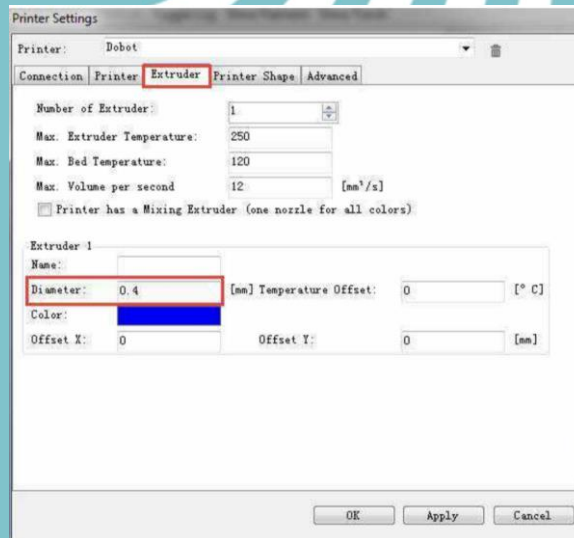 Printer Settings
Printer: Dobot
Connection Printer Extruder Printer Shape Advanced
Number of Extruder: 1
Max. Extruder Temperature: 250
Max. Bed Temperature: 120
Max. Volume per second 12 [mm³/s]
Printer has a Mixing Extruder (one nozzle for all colors)
Extruder 1
Name:
Diameter: 0.4 [mm] Temperature Offset: 0 [° C]
Color:
Offset X: 0 Offset Y: 0 [mm]
OK Apply Cancel